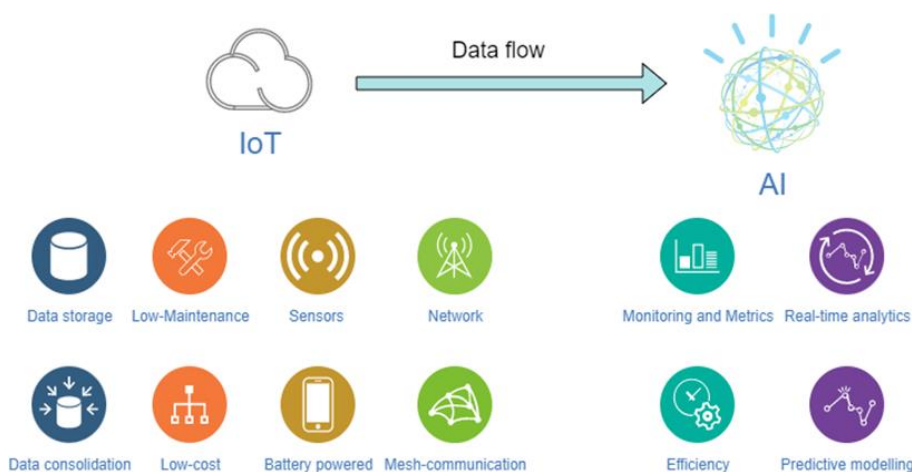 Data flow
IoT
AI
Data storage
Low-Maintenance
Sensors
Network
Monitoring and Metrics
Real-time analytics
Data consolidation
Low-cost
Battery powered
Mesh-communication
Efficiency
Predictive modelling